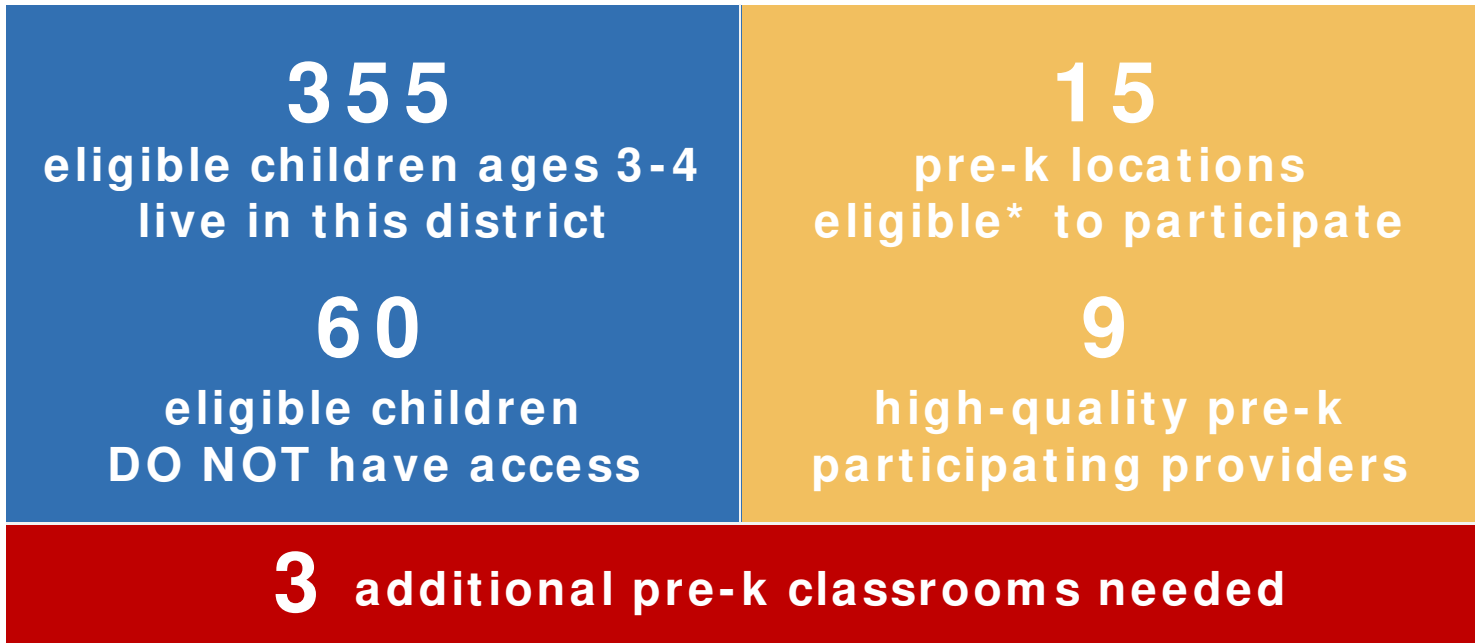 355
eligible children ages 3-4
live in this district
60
eligible children
DO NOT have access
15
pre-k locations
eligible* to participate
9
high-quality pre-k
participating providers
3 additional pre-k classrooms needed